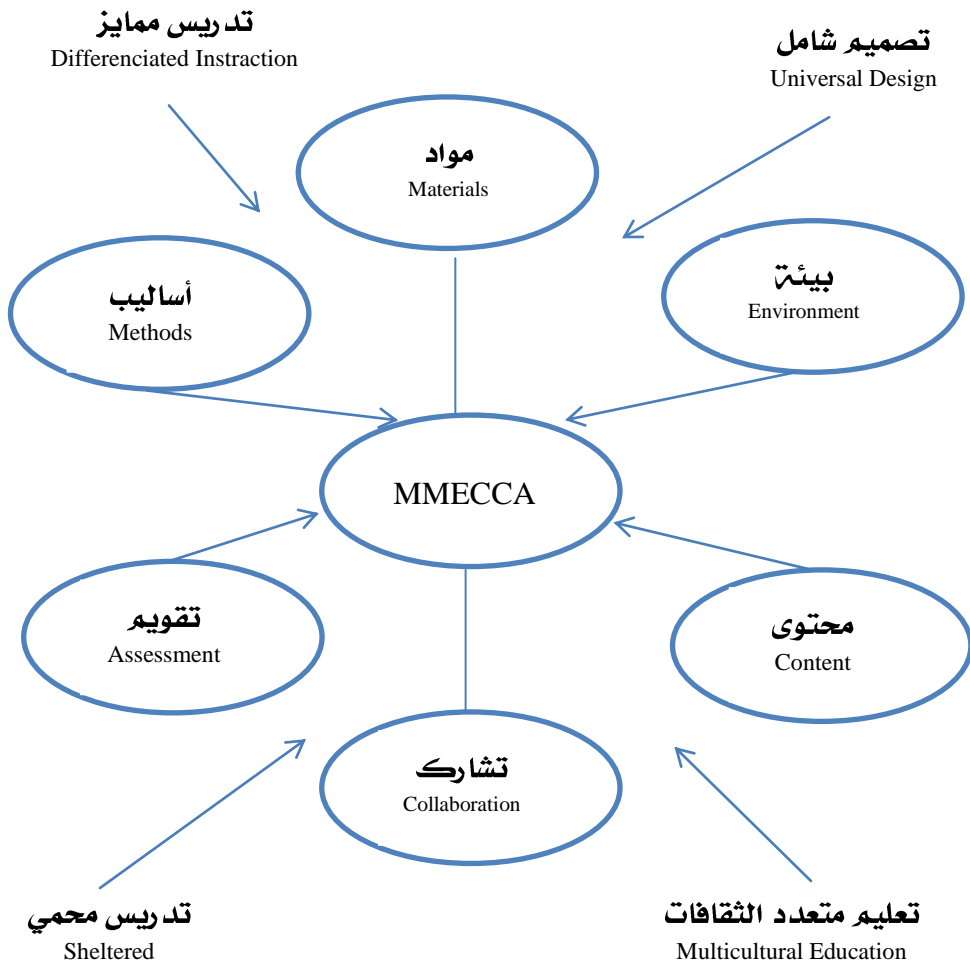 تدريس ممايز
Differenciated Instraction
تصميم شامل
Universal Design
مواد
Materials
بيئة
Environment
أساليب
Methods
MMECCA
تقويم
Assessment
محتوى
Content
تشارك
Collaboration
تدريس محمي
Sheltered
تعليم متعدد الثقافات
Multicultural Education